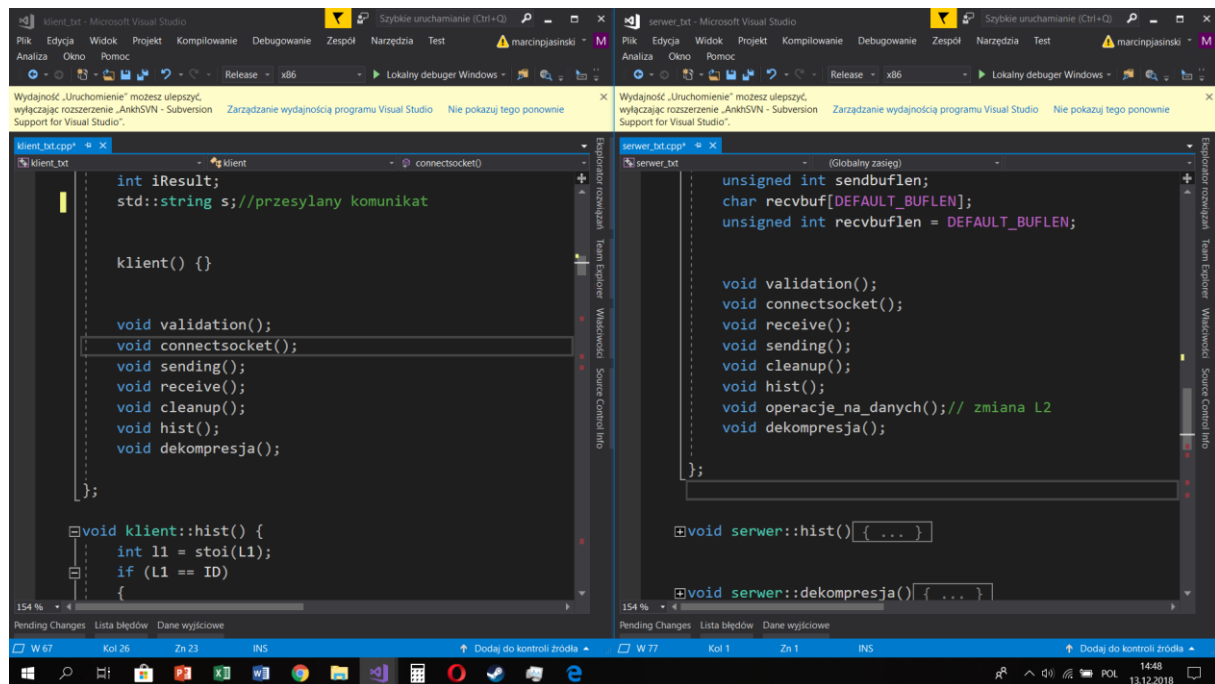 klient_txt - Microsoft Visual Studio
Szybkie uruchamianie (Ctrl+Q)
Plik Edycja Widok Projekt Kompilowanie Debugowanie Zespół Narzędzia Test marcinpjasinski M
Analiza Okno Pomoc
Release x86 Lokalny debuger Windows
Wydajność „Uruchomienie” możesz ulepszyć,
wyłączając rozszerzenie „AnkhSVN - Subversion Zarządzanie wydajnością programu Visual Studio Nie pokazuj tego ponownie
Support for Visual Studio”.
klient_txt.cpp*
klient_txt klient connectsocket()
int iResult;
std::string s;//przesylany komunikat
klient() {}
void validation();
void connectsocket();
void sending();
void receive();
void cleanup();
void hist();
void dekompresja();
};
void klient::hist() {
int l1 = stoi(L1);
if (L1 == ID)
{
154 %
Pending Changes Lista błędów Dane wyjściowe
W 67 Kol 26 Zn 23 INS Dodaj do kontroli źródła
Eksplorator rozwiązań Team Explorer Właściwości Source Control Info
serwer_txt - Microsoft Visual Studio
Szybkie uruchamianie (Ctrl+Q)
Plik Edycja Widok Projekt Kompilowanie Debugowanie Zespół Narzędzia Test marcinpjasinski M
Analiza Okno Pomoc
Release x86 Lokalny debuger Windows
Wydajność „Uruchomienie” możesz ulepszyć,
wyłączając rozszerzenie „AnkhSVN - Subversion Zarządzanie wydajnością programu Visual Studio Nie pokazuj tego ponownie
Support for Visual Studio”.
serwer_txt.cpp*
serwer_txt (Globalny zasięg)
unsigned int sendbuflen;
char recvbuf[DEFAULT_BUFLEN];
unsigned int recvbuflen = DEFAULT_BUFLEN;
void validation();
void connectsocket();
void receive();
void sending();
void cleanup();
void hist();
void operacje_na_danych();// zmiana L2
void dekompresja();
};
void serwer::hist(){ ... }
void serwer::dekompresja(){ ... }
154 %
Pending Changes Lista błędów Dane wyjściowe
W 77 Kol 1 Zn 1 INS Dodaj do kontroli źródła
Eksplorator rozwiązań Team Explorer Właściwości Source Control Info
POL 14:48
13.12.2018